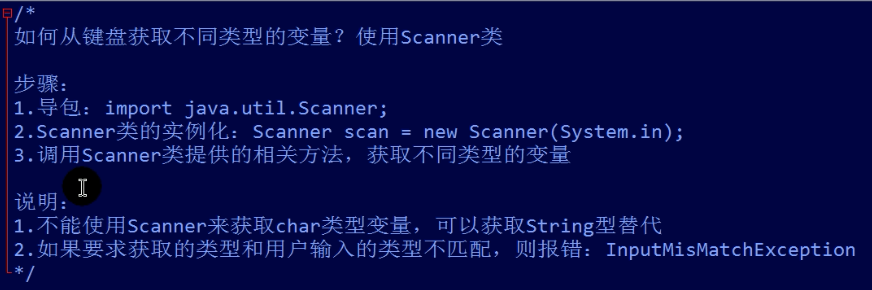 /*
如何从键盘获取不同类型的变量？使用Scanner类
步骤：
1.导包：import java.util.Scanner;
2.Scanner类的实例化：Scanner scan = new Scanner(System.in);
3.调用Scanner类提供的相关方法，获取不同类型的变量
说明：
1.不能使用Scanner来获取char类型变量，可以获取String型替代
2.如果要求获取的类型和用户输入的类型不匹配，则报错：InputMisMatchException
*/